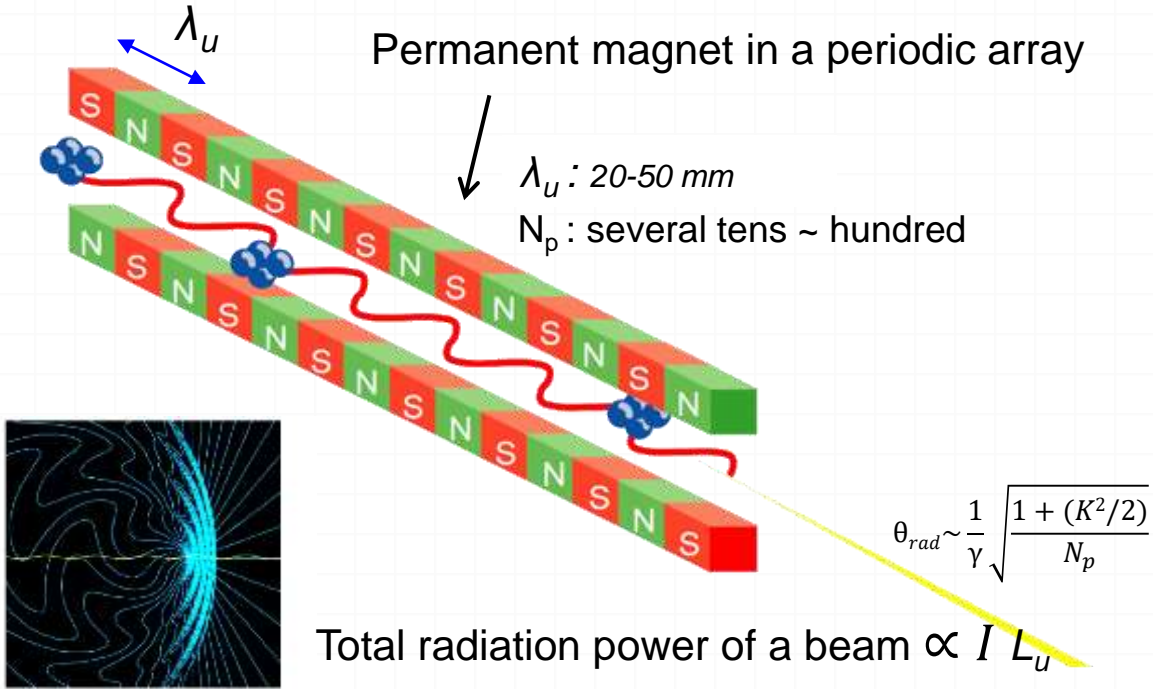 λu
Permanent magnet in a periodic array
S N S N S N S N S N S N S N
λu : 20-50 mm
Np : several tens ~ hundred
N S N S N S N S N S N S N S
θrad~ 1/γ √(1 + (K²/2)/Np)
Total radiation power of a beam ∝ I Lu